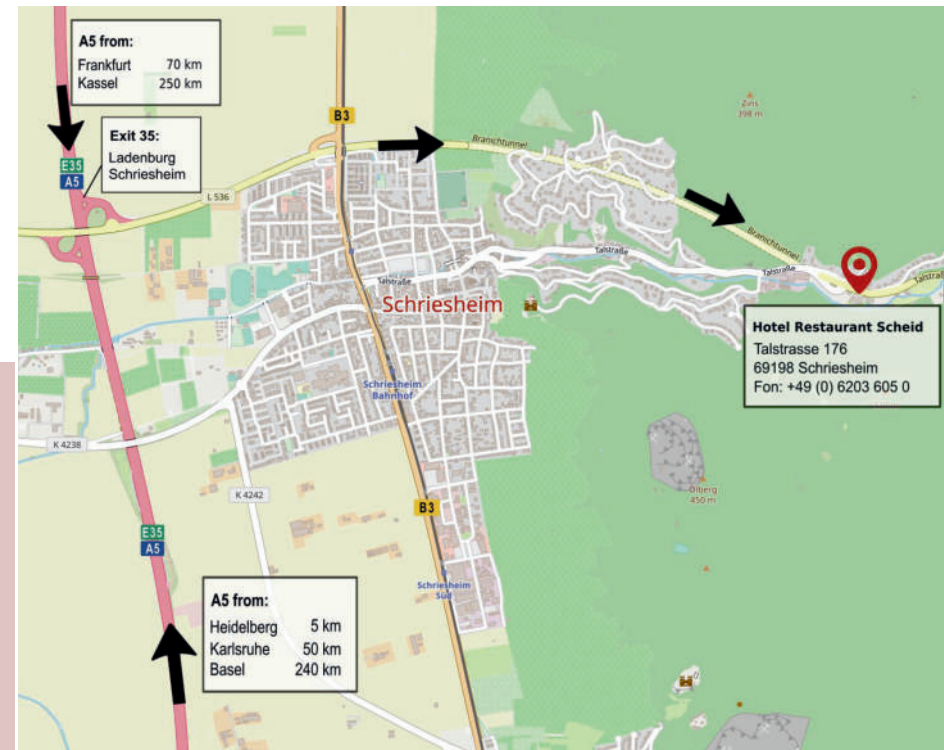 A5 from:
Frankfurt 70 km
Kassel 250 km
Exit 35:
Ladenburg
Schriesheim
E35
A5
L 536
B3
Branichtunnel
Zins
398 m
Branichtunnel
Talstraße
Talstraße
Talstraße
Schriesheim
Hotel Restaurant Scheid
Talstrasse 176
69198 Schriesheim
Fon: +49 (0) 6203 605 0
Schriesheim
Bahnhof
K 4238
K 4242
Ölberg
450 m
B3
E35
A5
Schriesheim
Süd
A5 from:
Heidelberg 5 km
Karlsruhe 50 km
Basel 240 km